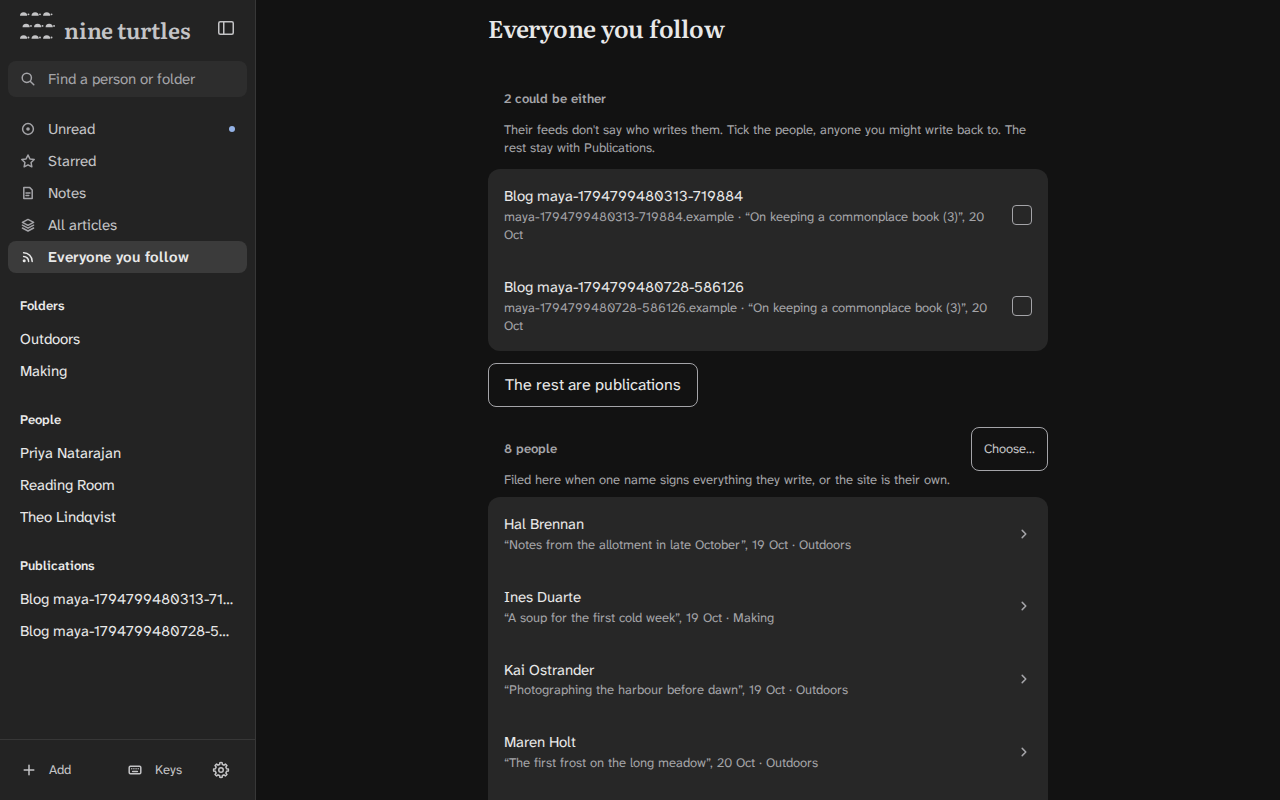 nine turtles
Find a person or folder
Unread
Starred
Notes
All articles
Everyone you follow
Folders
Outdoors
Making
People
Priya Natarajan
Reading Room
Theo Lindqvist
Publications
Blog maya-1794799480313-71...
Blog maya-1794799480728-5...
Add
Keys
Everyone you follow
2 could be either
Their feeds don't say who writes them. Tick the people, anyone you might write back to. The
rest stay with Publications.
Blog maya-1794799480313-719884
maya-1794799480313-719884.example · “On keeping a commonplace book (3)”, 20
Oct
Blog maya-1794799480728-586126
maya-1794799480728-586126.example · “On keeping a commonplace book (3)”, 20
Oct
The rest are publications
8 people
Choose...
Filed here when one name signs everything they write, or the site is their own.
Hal Brennan
“Notes from the allotment in late October”, 19 Oct · Outdoors
Ines Duarte
“A soup for the first cold week”, 19 Oct · Making
Kai Ostrander
“Photographing the harbour before dawn”, 19 Oct · Outdoors
Maren Holt
“The first frost on the long meadow”, 20 Oct · Outdoors